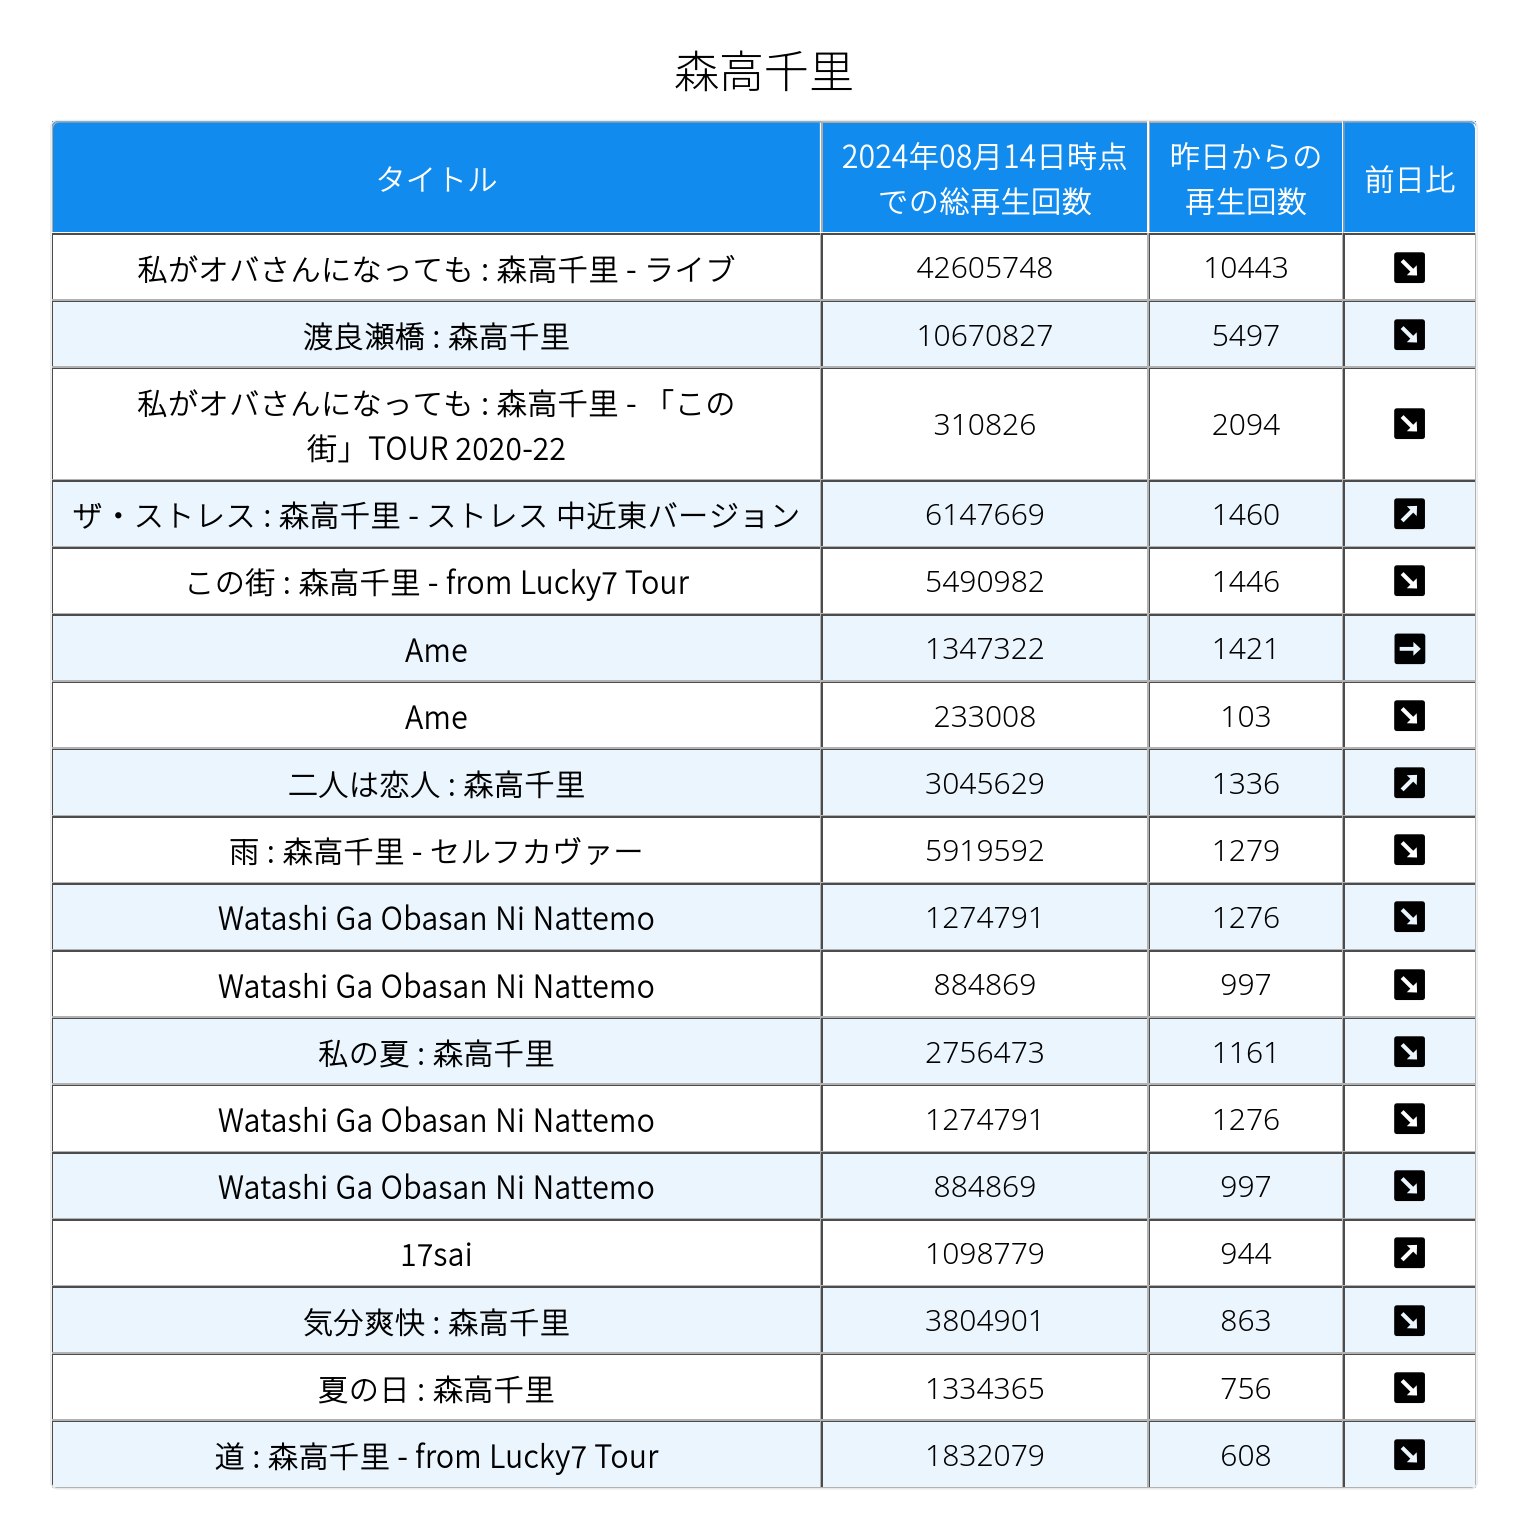 森高千里
タイトル
2024年08月14日時点
での総再生回数
昨日からの
再生回数
前日比
私がオバさんになっても : 森高千里 - ライブ 42605748 10443 ↘
渡良瀬橋 : 森高千里 10670827 5497 ↘
私がオバさんになっても : 森高千里 - 「この
街」TOUR 2020-22 310826 2094 ↘
ザ・ストレス : 森高千里 - ストレス 中近東バージョン 6147669 1460 ↗
この街 : 森高千里 - from Lucky7 Tour 5490982 1446 ↘
Ame 1347322 1421 →
Ame 233008 103 ↘
二人は恋人 : 森高千里 3045629 1336 ↗
雨 : 森高千里 - セルフカヴァー 5919592 1279 ↘
Watashi Ga Obasan Ni Nattemo 1274791 1276 ↘
Watashi Ga Obasan Ni Nattemo 884869 997 ↘
私の夏 : 森高千里 2756473 1161 ↘
Watashi Ga Obasan Ni Nattemo 1274791 1276 ↘
Watashi Ga Obasan Ni Nattemo 884869 997 ↘
17sai 1098779 944 ↗
気分爽快 : 森高千里 3804901 863 ↘
夏の日 : 森高千里 1334365 756 ↘
道 : 森高千里 - from Lucky7 Tour 1832079 608 ↘